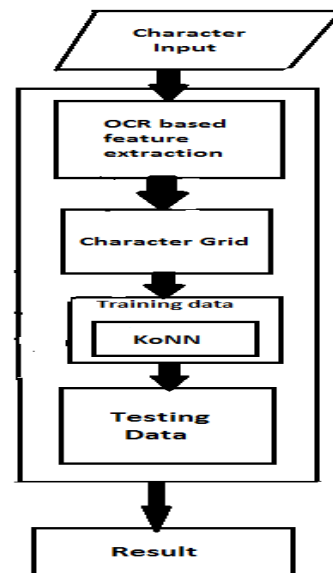 Character
Input
OCR based
feature
extraction
Character Grid
Training data
KoNN
Testing
Data
Result